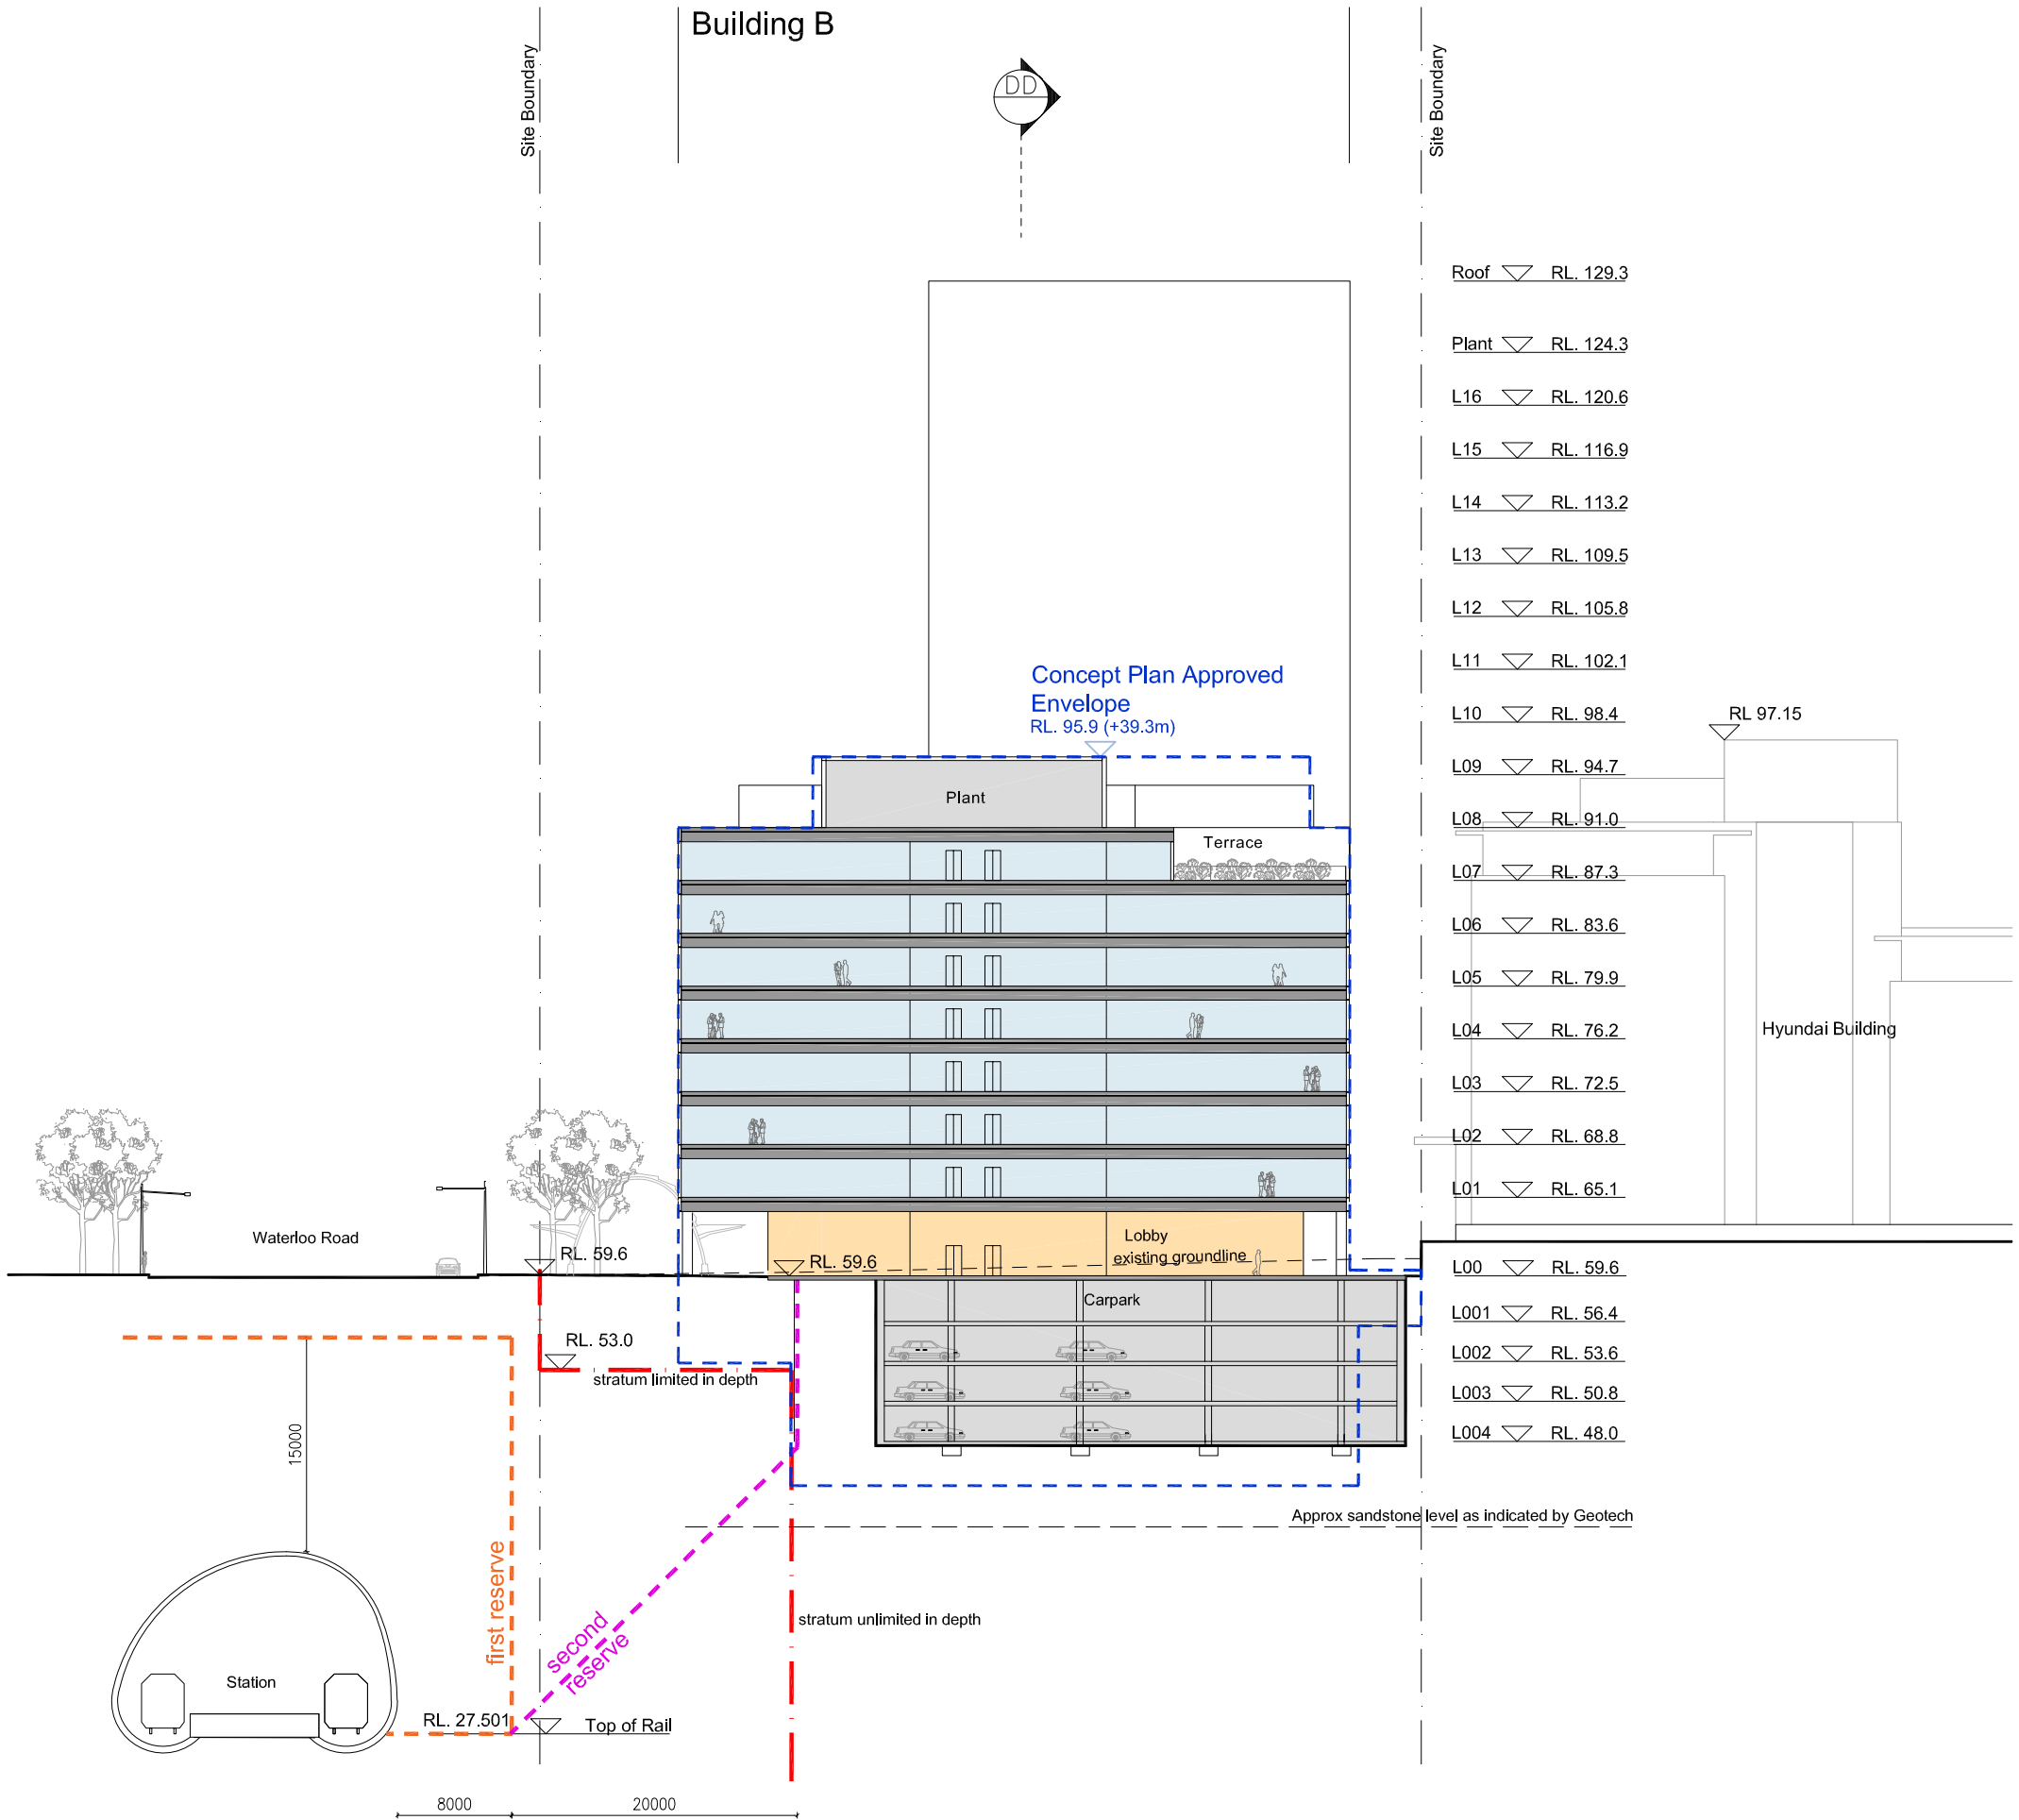 Building B
Site Boundary
DD
Site Boundary
Roof RL. 129.3
Plant RL. 124.3
L16 RL. 120.6
L15 RL. 116.9
L14 RL. 113.2
L13 RL. 109.5
L12 RL. 105.8
L11 RL. 102.1
Concept Plan Approved
Envelope
RL. 95.9 (+39.3m)
L10 RL. 98.4
RL 97.15
L09 RL. 94.7
Plant
L08 RL. 91.0
Terrace
L07 RL. 87.3
L06 RL. 83.6
L05 RL. 79.9
L04 RL. 76.2
Hyundai Building
L03 RL. 72.5
L02 RL. 68.8
L01 RL. 65.1
Waterloo Road
Lobby
existing groundline
RL. 59.6
RL. 59.6
L00 RL. 59.6
Carpark
L001 RL. 56.4
RL. 53.0
L002 RL. 53.6
stratum limited in depth
L003 RL. 50.8
L004 RL. 48.0
15000
Approx sandstone level as indicated by Geotech
first reserve
second
reserve
stratum unlimited in depth
Station
RL. 27.501
Top of Rail
8000
20000